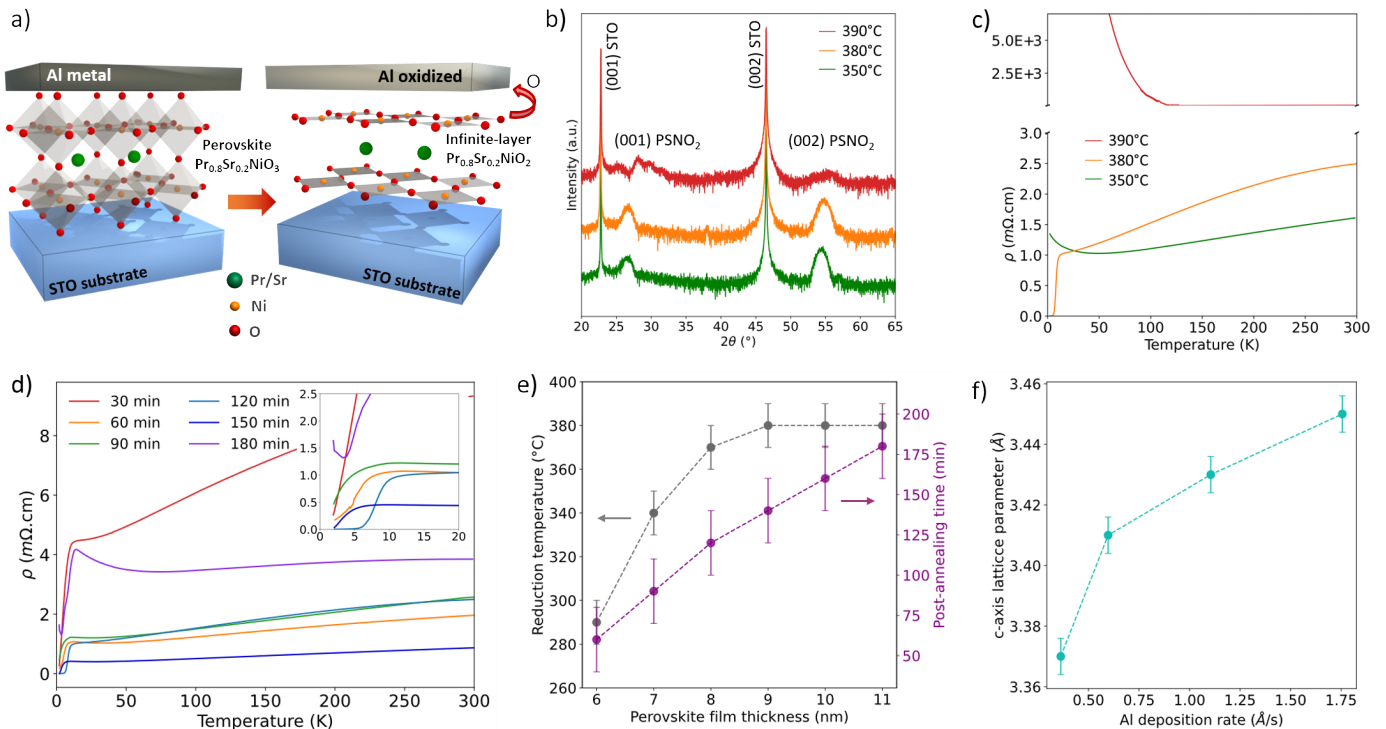 a)
Al metal
Al oxidized
O
Perovskite
Pr0.8Sr0.2NiO3
Infinite-layer
Pr0.8Sr0.2NiO2
STO substrate
STO substrate
Pr/Sr
Ni
O
b)
(001) STO
(002) STO
390°C
380°C
350°C
(001) PSNO2
(002) PSNO2
Intensity (a.u.)
20 25 30 35 40 45 50 55 60 65
2θ (°)
c)
5.0E+3
2.5E+3
3.0
2.5
2.0
1.5
1.0
0.5
0.0
390°C
380°C
350°C
ρ (mΩ.cm)
0 50 100 150 200 250 300
Temperature (K)
d)
30 min
60 min
90 min
120 min
150 min
180 min
8
6
4
2
0
ρ (mΩ.cm)
2.5
2.0
1.5
1.0
0.5
0.0
0 5 10 15 20
0 50 100 150 200 250 300
Temperature (K)
e)
400
380
360
340
320
300
280
260
Reduction temperature (°C)
200
180
150
130
100
90
70
50
Post-annealing time (min)
6 7 8 9 10 11
Perovskite film thickness (nm)
f)
3.46
3.44
3.42
3.40
3.38
3.36
c-axis latticce parameter (Å)
0.50 0.75 1.00 1.25 1.50 1.75
Al deposition rate (Å/s)